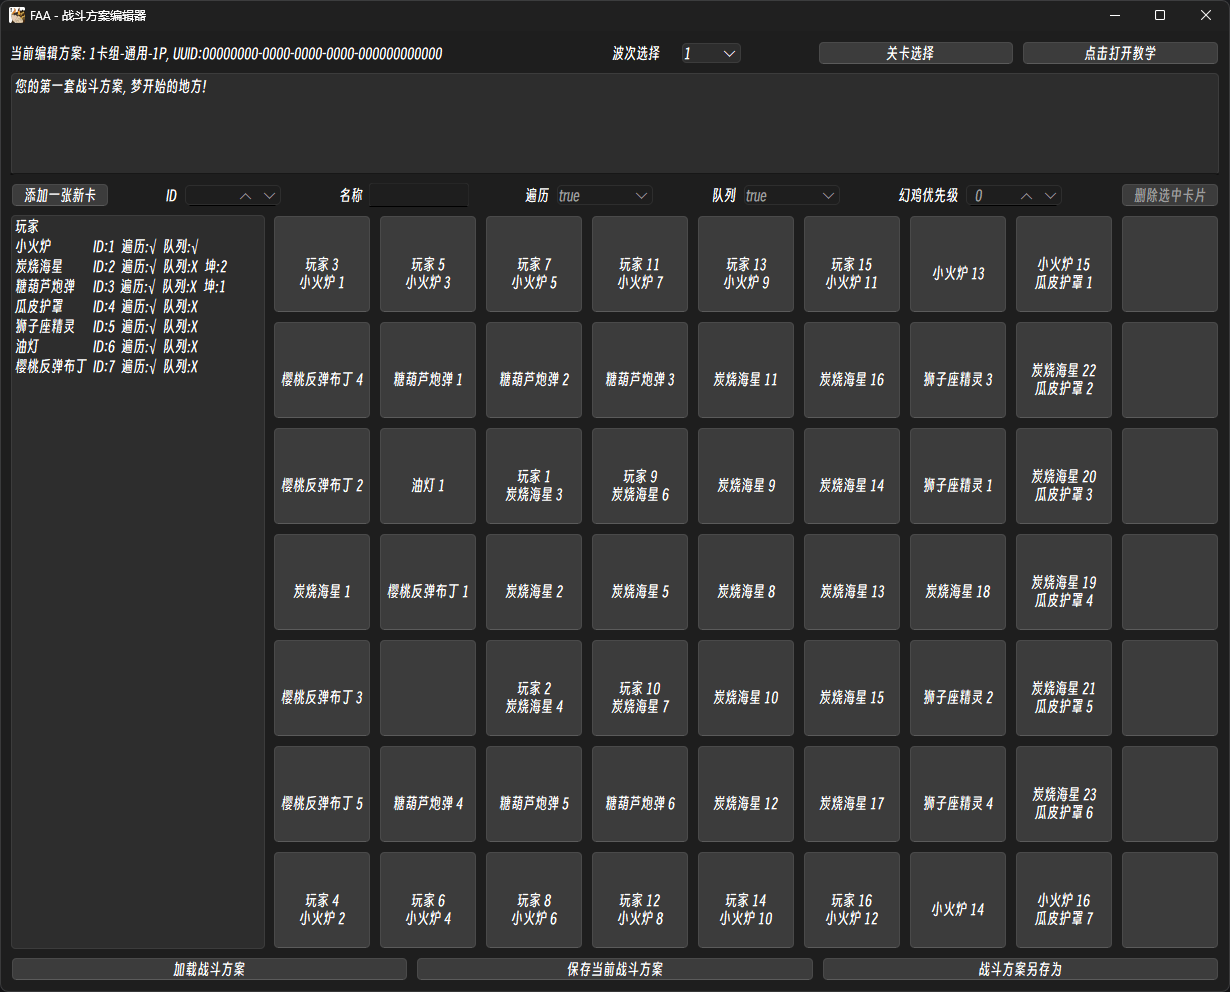 FAA - 战斗方案编辑器
当前编辑方案: 1卡组-通用-1P, UUID:00000000-0000-0000-0000-000000000000
波次选择
1
关卡选择
点击打开教学
您的第一套战斗方案, 梦开始的地方!
添加一张新卡
ID
名称
遍历
true
队列
true
幻鸡优先级
0
删除选中卡片
玩家
小火炉 ID:1 遍历:√ 队列:√
炭烧海星 ID:2 遍历:√ 队列:X 坤:2
糖葫芦炮弹 ID:3 遍历:√ 队列:X 坤:1
瓜皮护罩 ID:4 遍历:√ 队列:X
狮子座精灵 ID:5 遍历:√ 队列:X
油灯 ID:6 遍历:√ 队列:X
樱桃反弹布丁 ID:7 遍历:√ 队列:X
玩家 3
小火炉 1
玩家 5
小火炉 3
玩家 7
小火炉 5
玩家 11
小火炉 7
玩家 13
小火炉 9
玩家 15
小火炉 11
小火炉 13
小火炉 15
瓜皮护罩 1
樱桃反弹布丁 4
糖葫芦炮弹 1
糖葫芦炮弹 2
糖葫芦炮弹 3
炭烧海星 11
炭烧海星 16
狮子座精灵 3
炭烧海星 22
瓜皮护罩 2
樱桃反弹布丁 2
油灯 1
玩家 1
炭烧海星 3
玩家 9
炭烧海星 6
炭烧海星 9
炭烧海星 14
狮子座精灵 1
炭烧海星 20
瓜皮护罩 3
炭烧海星 1
樱桃反弹布丁 1
炭烧海星 2
炭烧海星 5
炭烧海星 8
炭烧海星 13
炭烧海星 18
炭烧海星 19
瓜皮护罩 4
樱桃反弹布丁 3
玩家 2
炭烧海星 4
玩家 10
炭烧海星 7
炭烧海星 10
炭烧海星 15
狮子座精灵 2
炭烧海星 21
瓜皮护罩 5
樱桃反弹布丁 5
糖葫芦炮弹 4
糖葫芦炮弹 5
糖葫芦炮弹 6
炭烧海星 12
炭烧海星 17
狮子座精灵 4
炭烧海星 23
瓜皮护罩 6
玩家 4
小火炉 2
玩家 6
小火炉 4
玩家 8
小火炉 6
玩家 12
小火炉 8
玩家 14
小火炉 10
玩家 16
小火炉 12
小火炉 14
小火炉 16
瓜皮护罩 7
加载战斗方案
保存当前战斗方案
战斗方案另存为